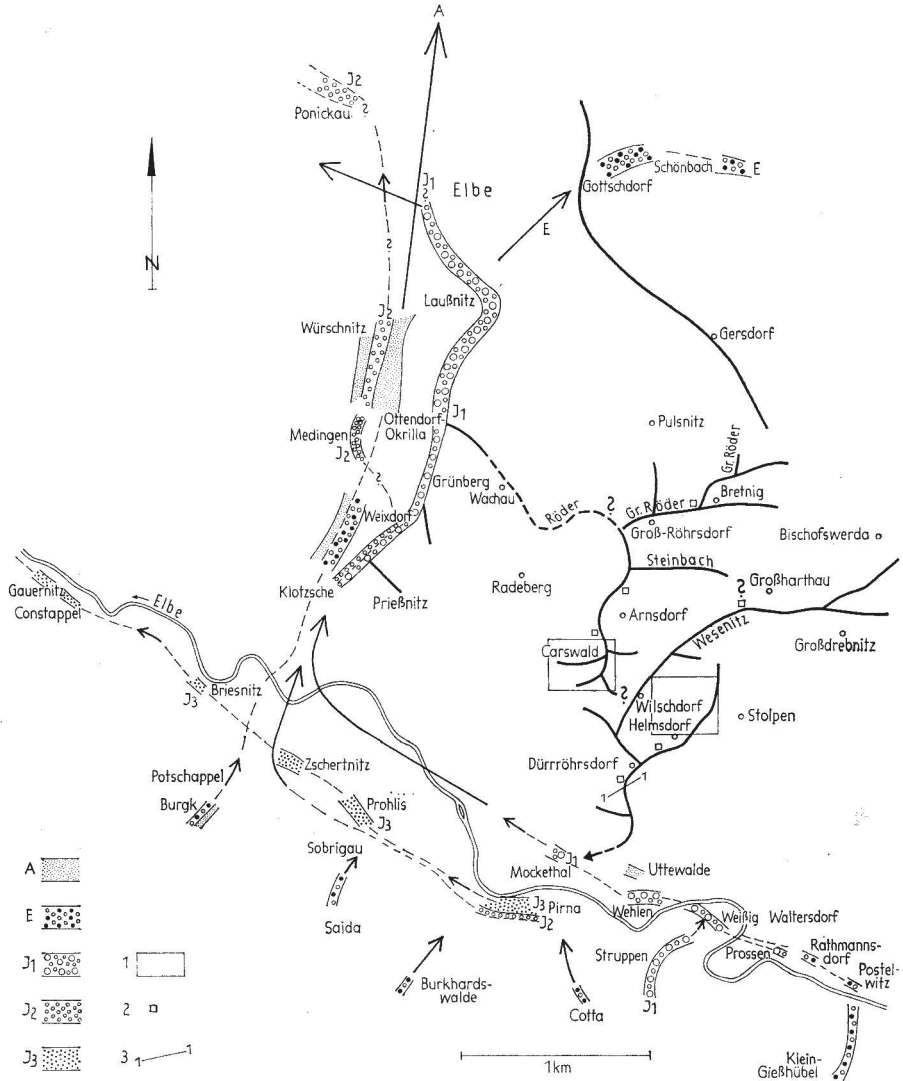 A
J2
Ponickau
?
N
J1
?
Elbe
E
Gottschdorf
Schönbach
E
?
Laußnitz
J2
Würschnitz
Gersdorf
Ottendorf-
Okrilla
J1
Medingen
J2
?
Pulsnitz
Gr. Röder
Bretnig
Grünberg
Wachau
Röder
?
Gr. Röder
Groß-Röhrsdorf
Bischofswerda
Weixdorf
Steinbach
Klotzsche
Prießnitz
Radeberg
?
Großharthau
Gauernitz
Constappel
Elbe
Arnsdorf
Wesenitz
Großdrebnitz
Carswald
Briesnitz
J3
?
Wilschdorf
Helmsdorf
Stolpen
Zschertnitz
Dürrröhrsdorf
1
1
Potschappel
Burgk
Prohlis
J3
Sobrigau
J1
Mockethal
Uttewalde
A
Saida
J3
Pirna
J2
Wehlen
Weißig
Waltersdorf
E
Struppen
Prossen
Rathmanns-
dorf
Postel-
witz
J1
1
Burkhards-
walde
Cotta
J1
J2
2
Klein-
Gießhübel
J3
3
1
1
1km